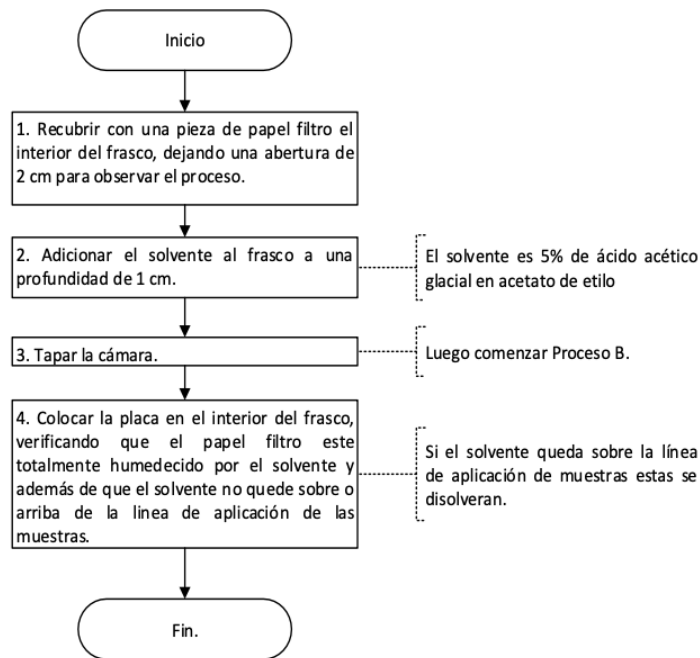 Inicio
1. Recubrir con una pieza de papel filtro el
interior del frasco, dejando una abertura de
2 cm para observar el proceso.
2. Adicionar el solvente al frasco a una
profundidad de 1 cm.
El solvente es 5% de ácido acético
glacial en acetato de etilo
3. Tapar la cámara.
Luego comenzar Proceso B.
4. Colocar la placa en el interior del frasco,
verificando que el papel filtro este
totalmente humedecido por el solvente y
además de que el solvente no quede sobre o
arriba de la linea de aplicación de las
muestras.
Si el solvente queda sobre la línea
de aplicación de muestras estas se
disolveran.
Fin.